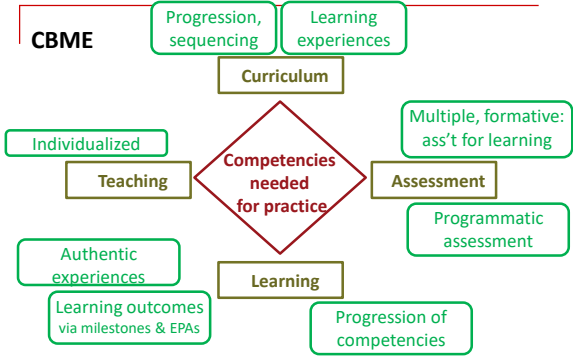 CBME
Progression,
sequencing
Learning
experiences
Curriculum
Individualized
Teaching
Competencies
needed
for practice
Multiple, formative:
ass't for learning
Assessment
Programmatic
assessment
Authentic
experiences
Learning outcomes
via milestones & EPAs
Learning
Progression of
competencies